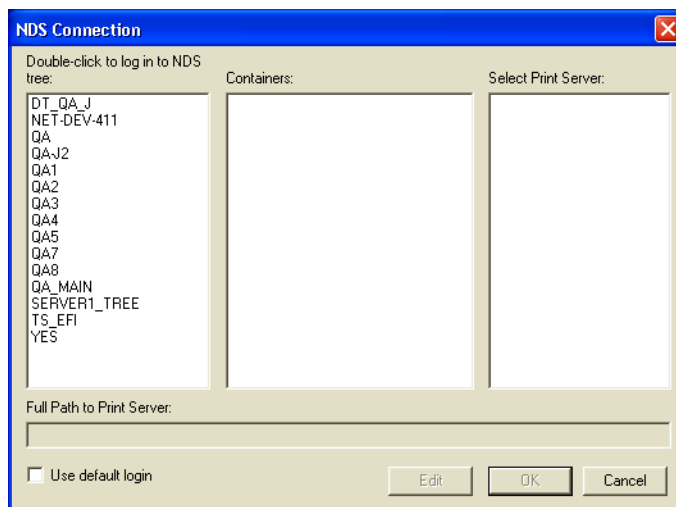 NDS Connection
Double-click to log in to NDS
tree:
Containers:
Select Print Server:
DT_QA_J
NET-DEV-411
QA
QA-J2
QA1
QA2
QA3
QA4
QA5
QA7
QA8
QA_MAIN
SERVER1_TREE
TS_EFI
YES
Full Path to Print Server:
Use default login
Edit
OK
Cancel